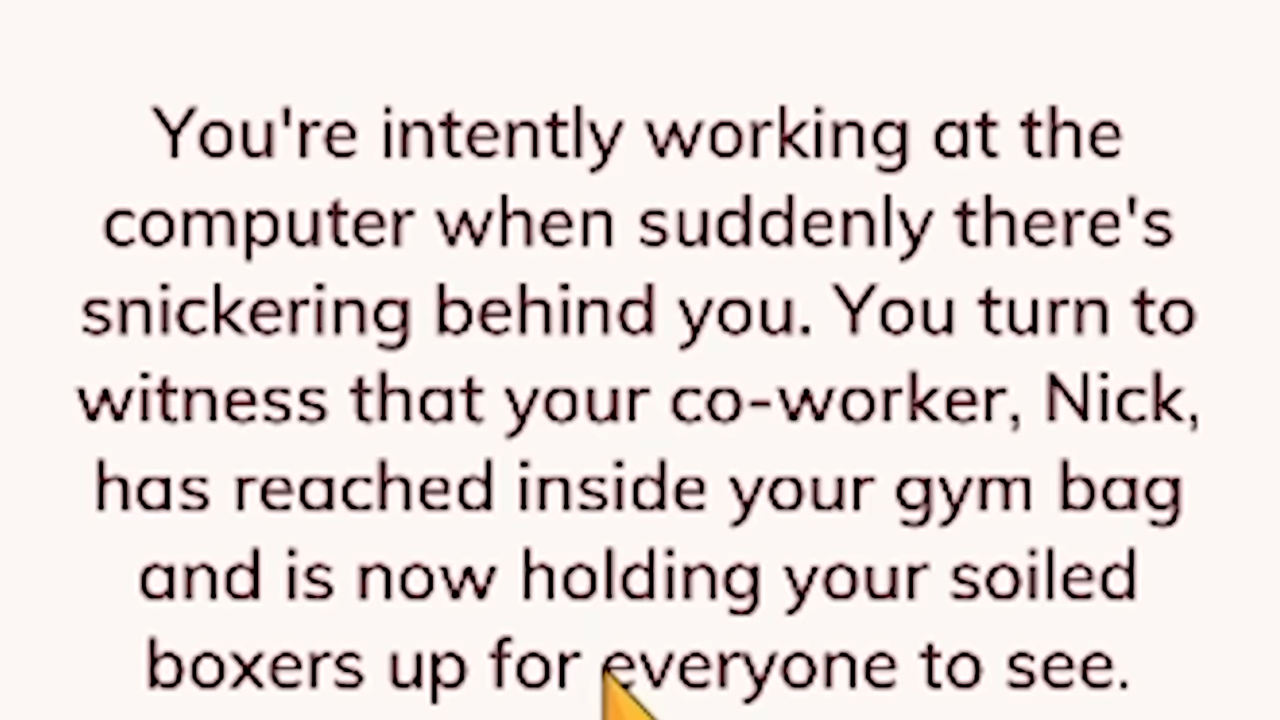 You're intently working at the
computer when suddenly there's
snickering behind you. You turn to
witness that your co-worker, Nick,
has reached inside your gym bag
and is now holding your soiled
boxers up for everyone to see.